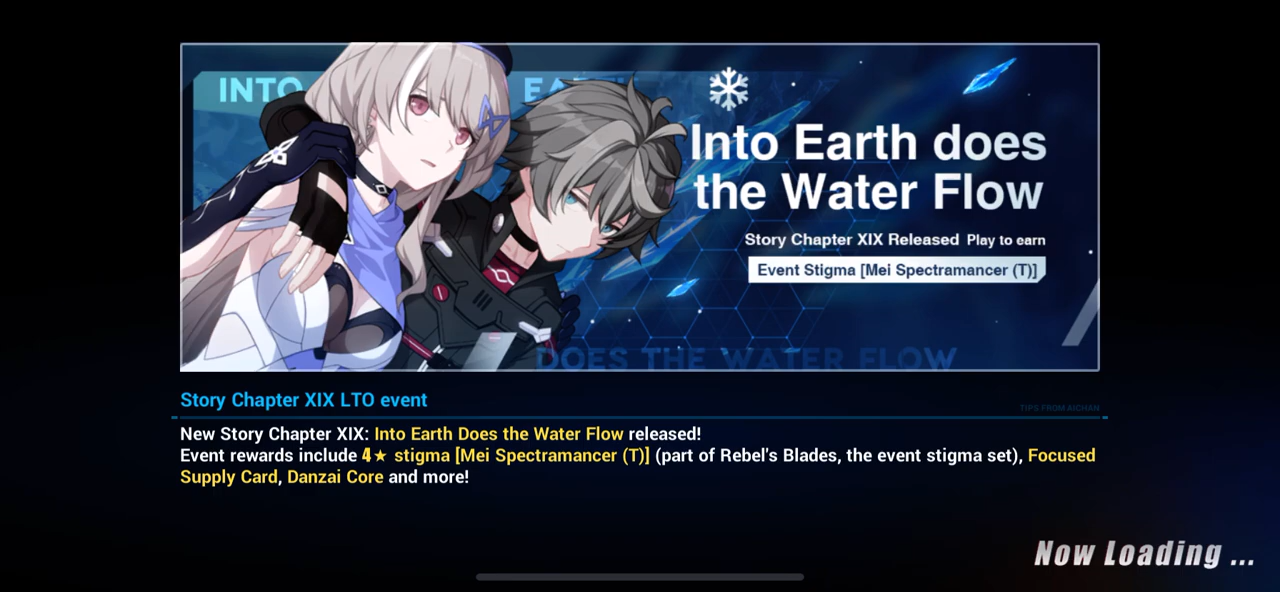 INTO EARTH
Into Earth does
the Water Flow
Story Chapter XIX Released Play to earn
Event Stigma [Mei Spectramancer (T)]
DOES THE WATER FLOW
Story Chapter XIX LTO event
TIPS FROM AICHAN
New Story Chapter XIX: Into Earth Does the Water Flow released!
Event rewards include 4★ stigma [Mei Spectramancer (T)] (part of Rebel's Blades, the event stigma set), Focused
Supply Card, Danzai Core and more!
Now Loading ...